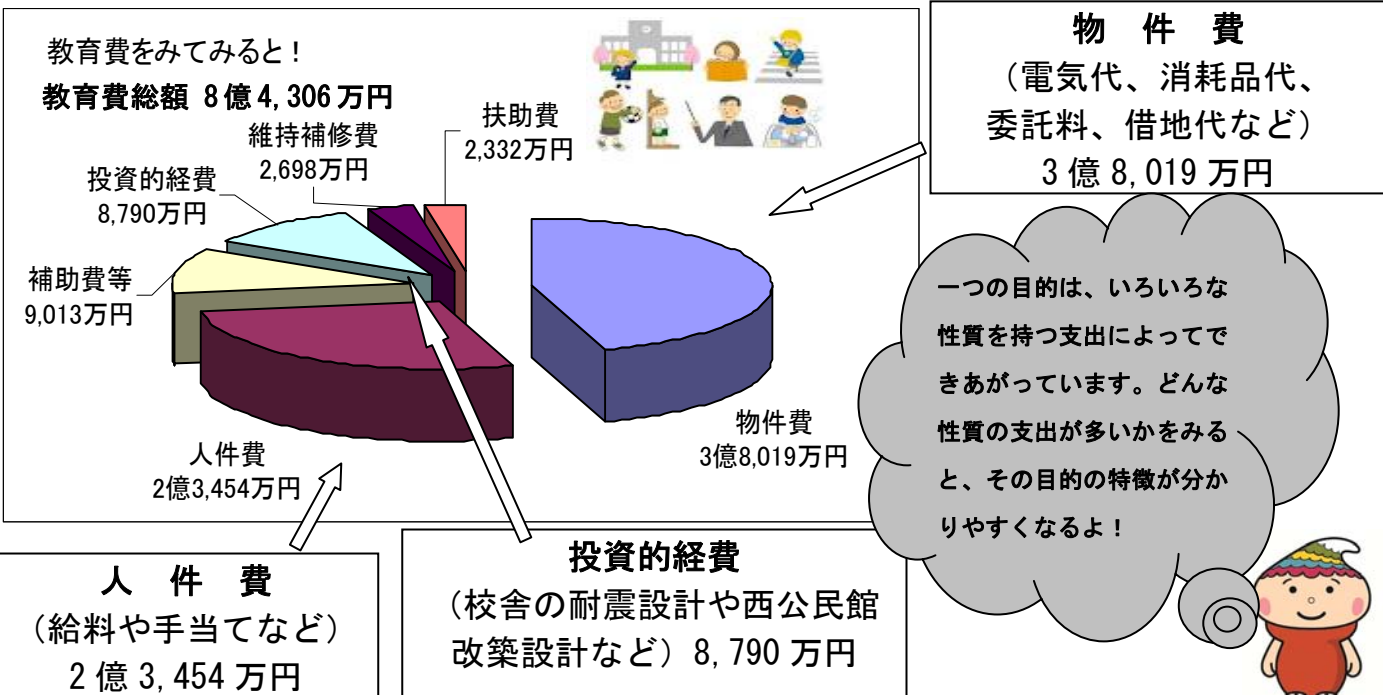 教育費をみてみると！
教育費総額 8億4,306万円
維持補修費
2,698万円
扶助費
2,332万円
投資的経費
8,790万円
補助費等
9,013万円
人件費
2億3,454万円
物件費
3億8,019万円
物 件 費
（電気代、消耗品代、
委託料、借地代など）
3億8,019万円
一つの目的は、いろいろな
性質を持つ支出によってで
きあがっています。どんな
性質の支出が多いかをみる
と、その目的の特徴が分か
りやすくなるよ！
人 件 費
（給料や手当てなど）
2億3,454万円
投資的経費
（校舎の耐震設計や西公民館
改築設計など）8,790万円